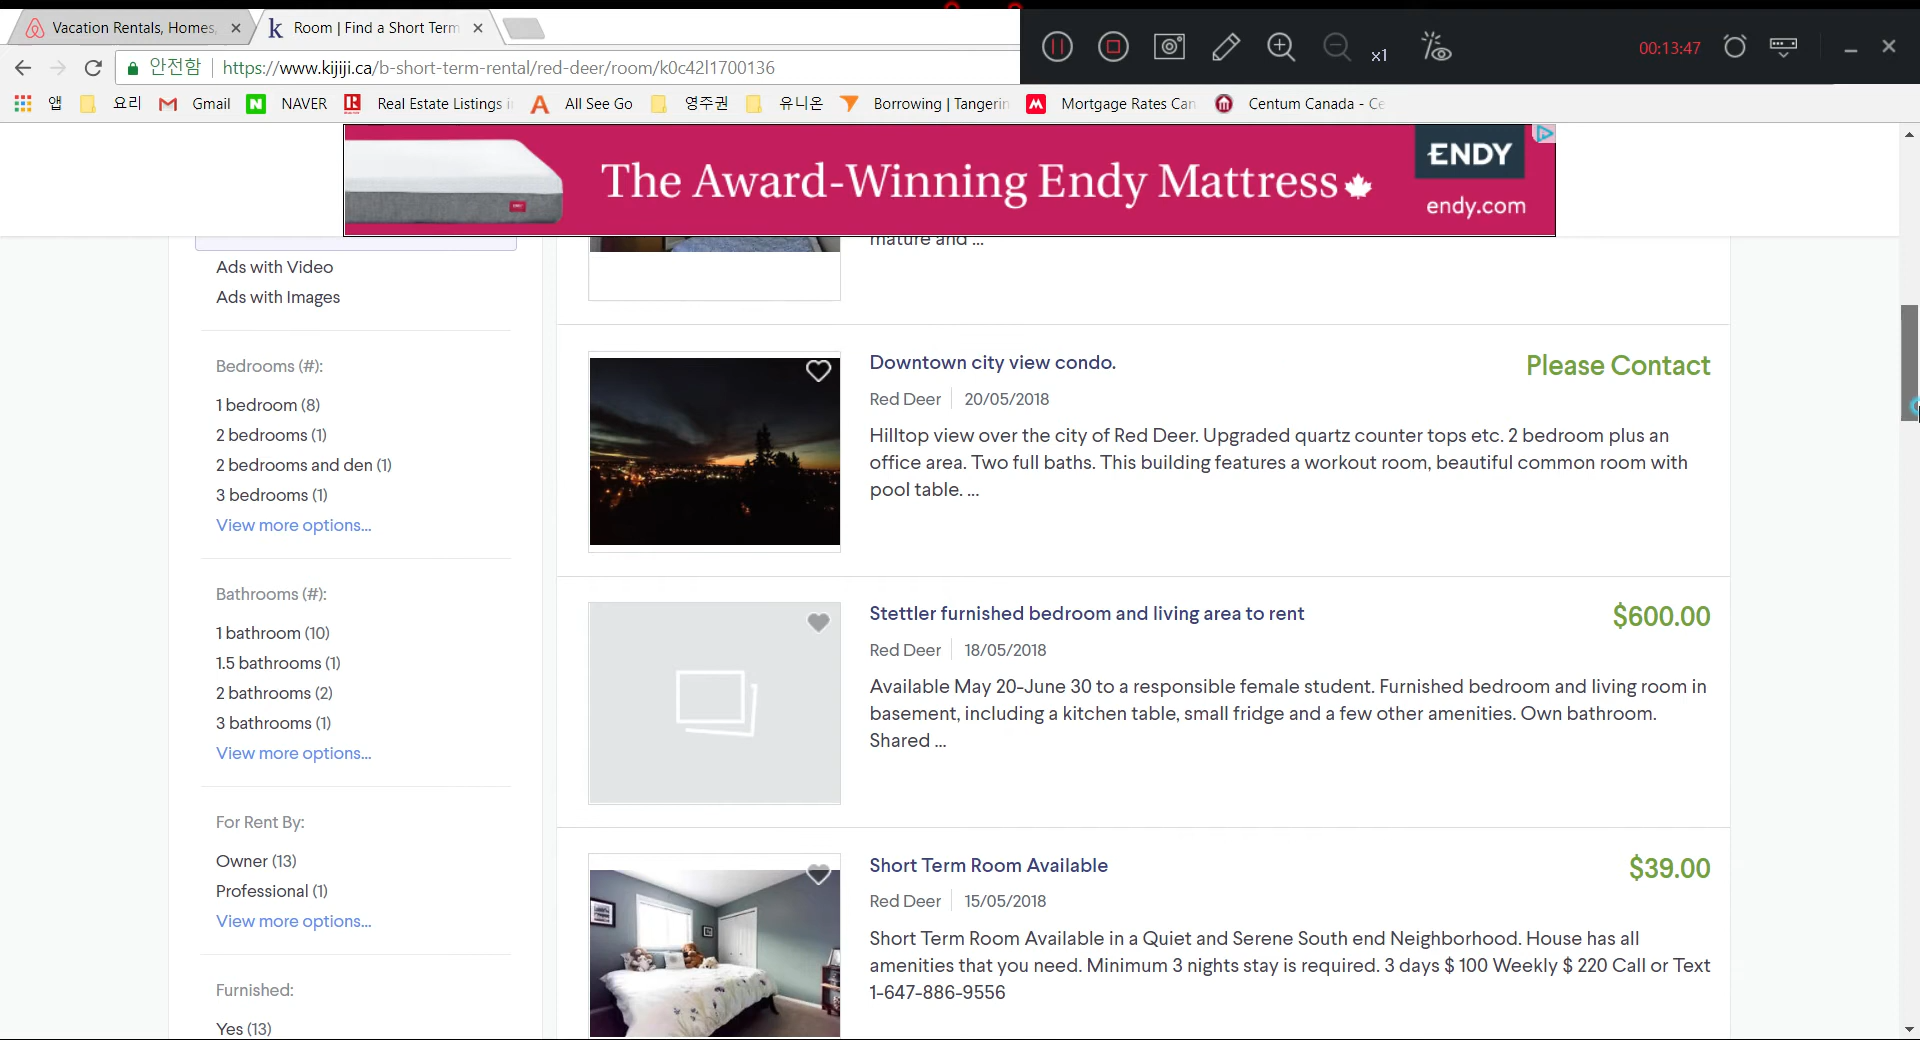 Vacation Rentals, Homes,
Room | Find a Short Term
x1
00:13:47
안전함
https://www.kijiji.ca/b-short-term-rental/red-deer/room/k0c42l1700136
앱
요리
Gmail
NAVER
Real Estate Listings i
All See Go
영주권
유니온
Borrowing | Tangerin
Mortgage Rates Can
Centum Canada - Ce
The Award-Winning Endy Mattress
ENDY
endy.com
mature and ...
Ads with Video
Ads with Images
Bedrooms (#):
1 bedroom (8)
2 bedrooms (1)
2 bedrooms and den (1)
3 bedrooms (1)
View more options...
Bathrooms (#):
1 bathroom (10)
1.5 bathrooms (1)
2 bathrooms (2)
3 bathrooms (1)
View more options...
For Rent By:
Owner (13)
Professional (1)
View more options...
Furnished:
Yes (13)
Downtown city view condo.
Please Contact
Red Deer | 20/05/2018
Hilltop view over the city of Red Deer. Upgraded quartz counter tops etc. 2 bedroom plus an
office area. Two full baths. This building features a workout room, beautiful common room with
pool table. ...
Stettler furnished bedroom and living area to rent
$600.00
Red Deer | 18/05/2018
Available May 20-June 30 to a responsible female student. Furnished bedroom and living room in
basement, including a kitchen table, small fridge and a few other amenities. Own bathroom.
Shared ...
Short Term Room Available
$39.00
Red Deer | 15/05/2018
Short Term Room Available in a Quiet and Serene South end Neighborhood. House has all
amenities that you need. Minimum 3 nights stay is required. 3 days $ 100 Weekly $ 220 Call or Text
1-647-886-9556